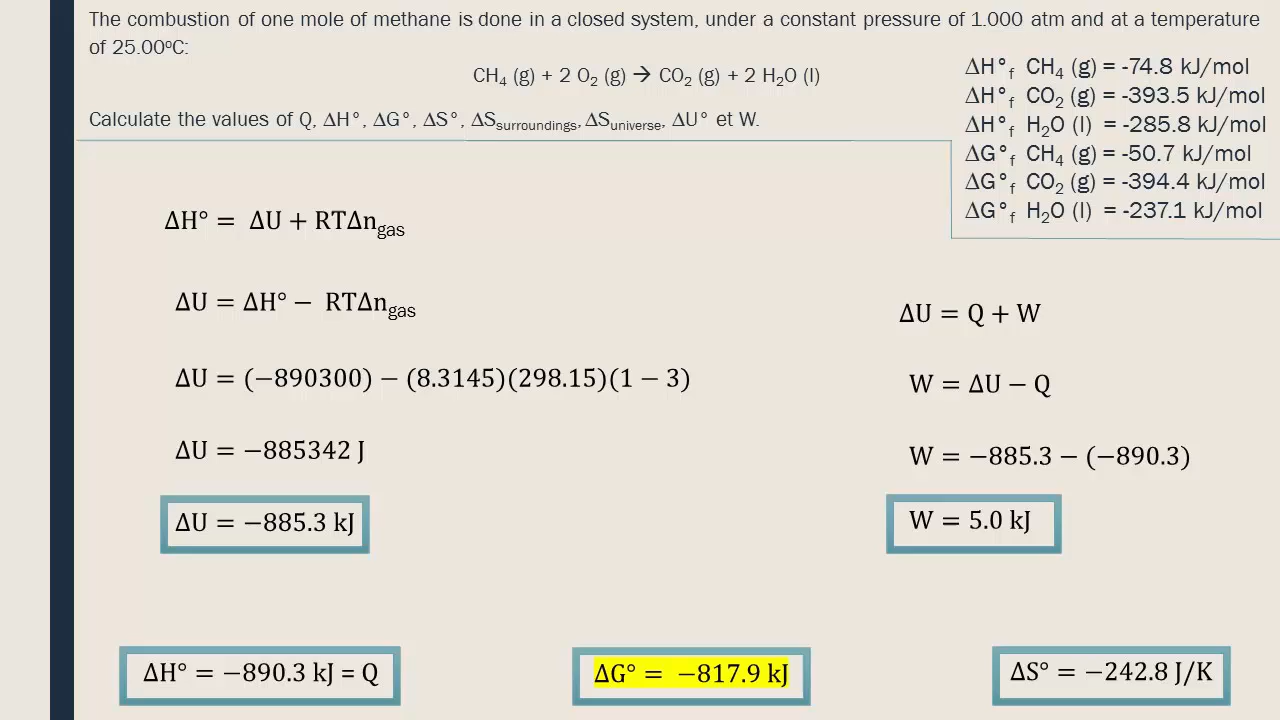 The combustion of one mole of methane is done in a closed system, under a constant pressure of 1.000 atm and at a temperature
of 25.00ºC:
CH₄ (g) + 2 O₂ (g) → CO₂ (g) + 2 H₂O (l)
Calculate the values of Q, ΔH°, ΔG°, ΔS°, ΔSsurroundings, ΔSuniverse, ΔU° et W.
ΔH°f CH₄ (g) = -74.8 kJ/mol
ΔH°f CO₂ (g) = -393.5 kJ/mol
ΔH°f H₂O (l) = -285.8 kJ/mol
ΔG°f CH₄ (g) = -50.7 kJ/mol
ΔG°f CO₂ (g) = -394.4 kJ/mol
ΔG°f H₂O (l) = -237.1 kJ/mol
ΔH° = ΔU + RTΔngas
ΔU = ΔH° − RTΔngas
ΔU = (−890300) − (8.3145)(298.15)(1 − 3)
ΔU = −885342 J
ΔU = −885.3 kJ
ΔU = Q + W
W = ΔU − Q
W = −885.3 − (−890.3)
W = 5.0 kJ
ΔH° = −890.3 kJ = Q
ΔG° = −817.9 kJ
ΔS° = −242.8 J/K